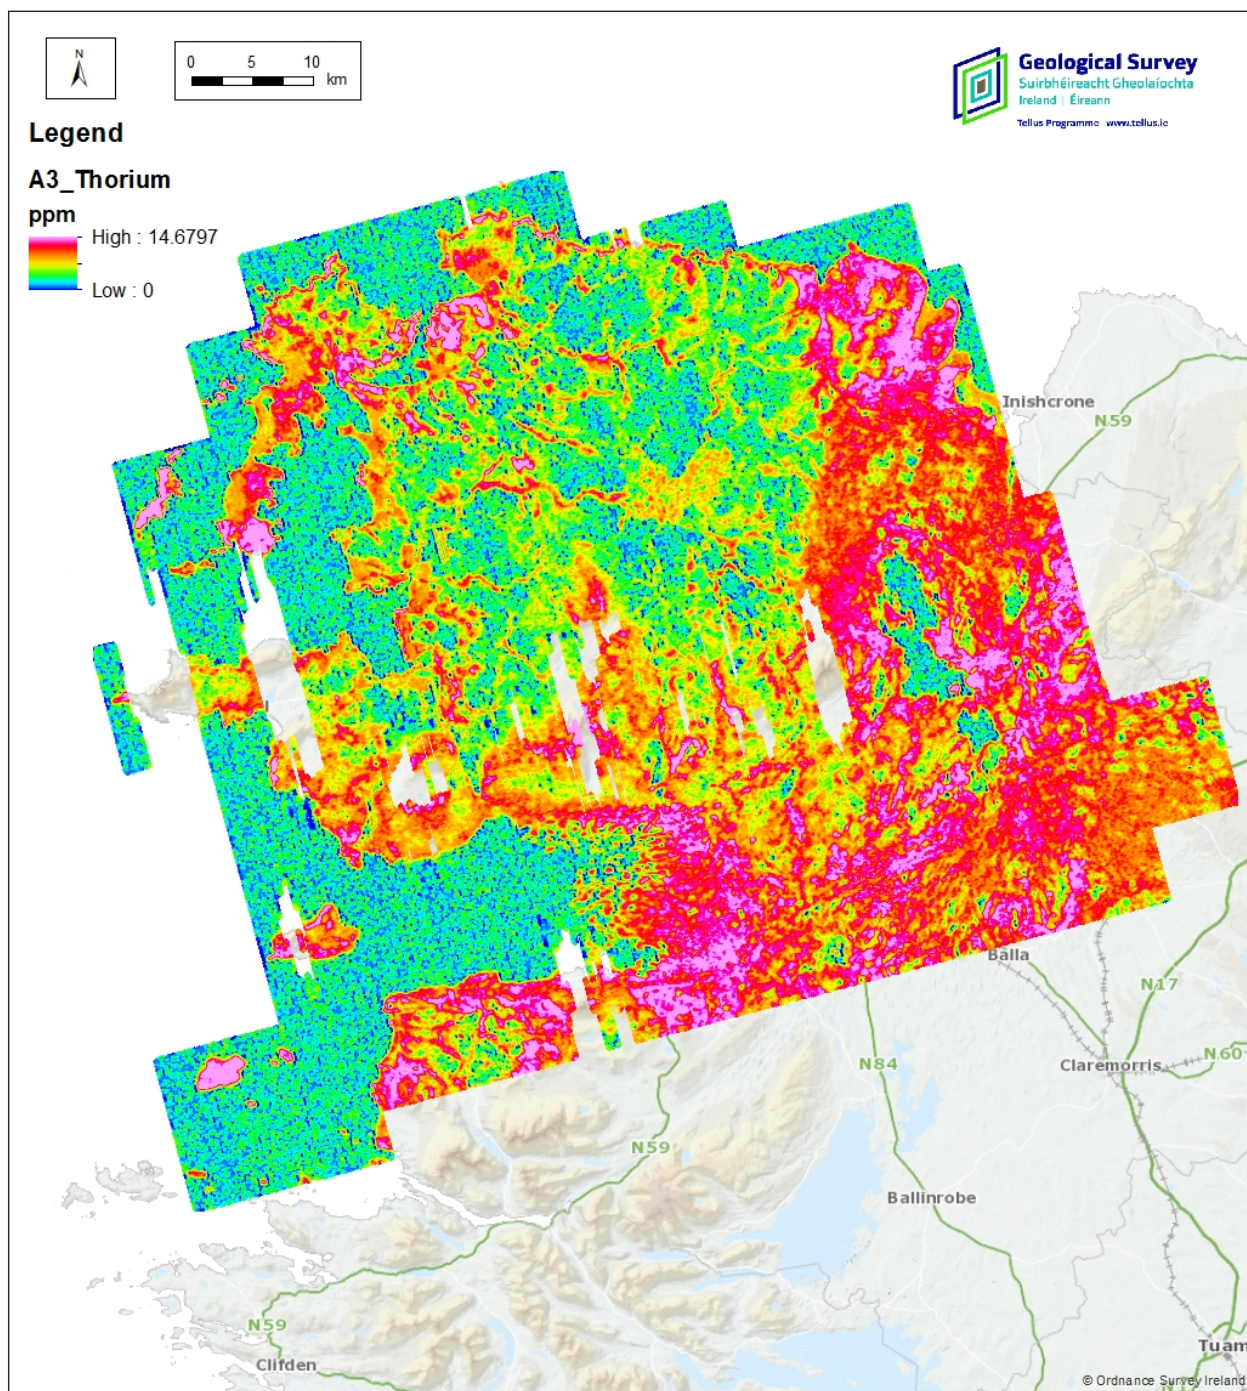 N
0 5 10
km
Geological Survey
Suirbhéireacht Gheolaíochta
Ireland | Éireann
Tellus Programme www.tellus.ie
Legend
A3_Thorium
ppm
High : 14.6797
Low : 0
Inishcrone
N59
Balla
N17
N84
Claremorris
N60
N59
Ballinrobe
N59
Clifden
Tuam
© Ordnance Survey Ireland